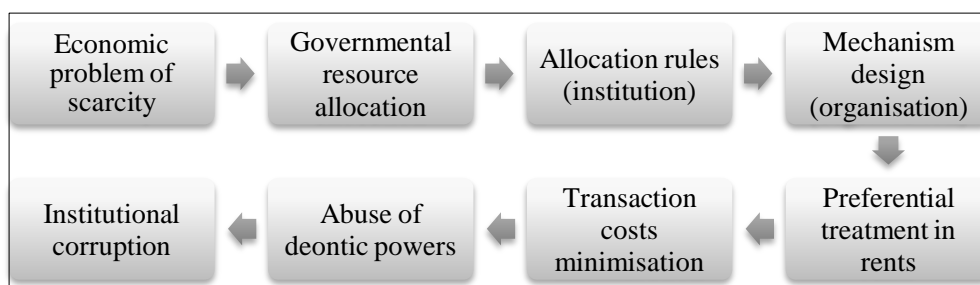 Economic
problem of
scarcity
Governmental
resource
allocation
Allocation rules
(institution)
Mechanism
design
(organisation)
Preferential
treatment in
rents
Transaction
costs
minimisation
Abuse of
deontic powers
Institutional
corruption